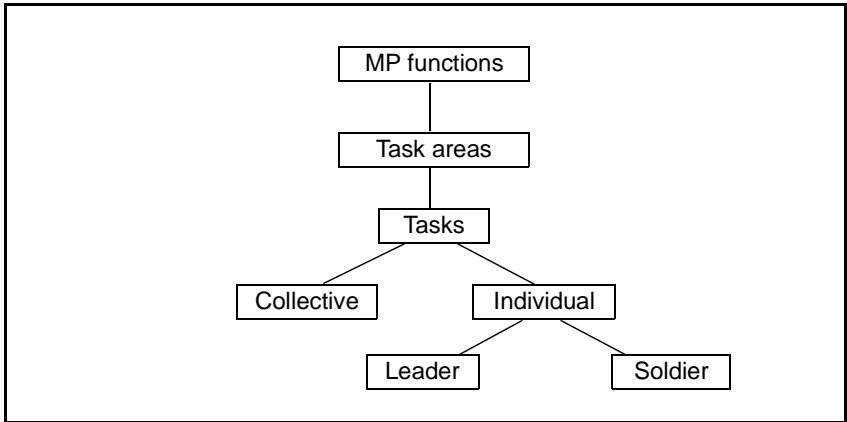 MP functions
Task areas
Tasks
Collective
Individual
Leader
Soldier